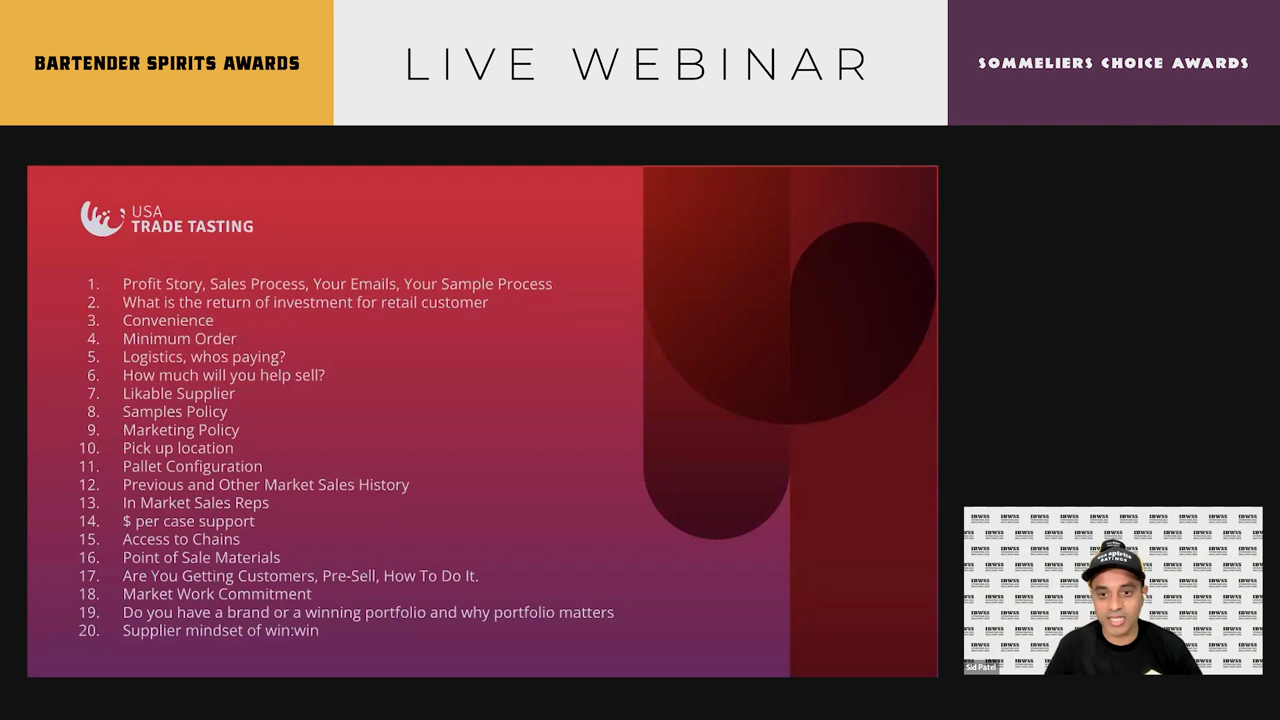 BARTENDER SPIRITS AWARDS
LIVE WEBINAR
SOMMELIERS CHOICE AWARDS
USA
TRADE TASTING
1. Profit Story, Sales Process, Your Emails, Your Sample Process
2. What is the return of investment for retail customer
3. Convenience
4. Minimum Order
5. Logistics, whos paying?
6. How much will you help sell?
7. Likable Supplier
8. Samples Policy
9. Marketing Policy
10. Pick up location
11. Pallet Configuration
12. Previous and Other Market Sales History
13. In Market Sales Reps
14. $ per case support
15. Access to Chains
16. Point of Sale Materials
17. Are You Getting Customers, Pre-Sell, How To Do It.
18. Market Work Commitment
19. Do you have a brand or a winning portfolio and why portfolio matters
20. Supplier mindset of win:win
IBWSS
RATINGS
Sid Patel